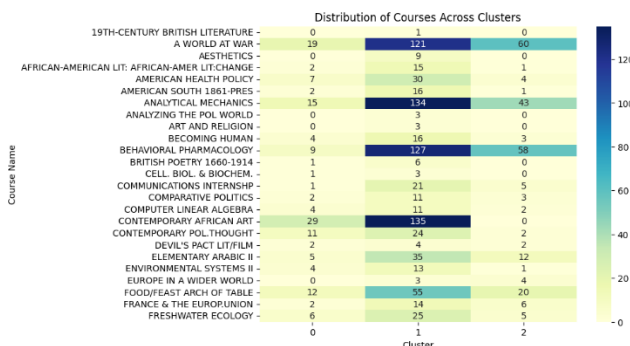 Distribution of Courses Across Clusters
Course Name
19TH-CENTURY BRITISH LITERATURE 0 1 0
A WORLD AT WAR 19 121 60
AESTHETICS 0 9 0
AFRICAN-AMERICAN LIT: AFRICAN-AMER LIT:CHANGE 2 15 1
AMERICAN HEALTH POLICY 7 30 4
AMERICAN SOUTH 1861-PRES 2 16 1
ANALYTICAL MECHANICS 15 134 43
ANALYZING THE POL WORLD 0 3 0
ART AND RELIGION 0 3 0
BECOMING HUMAN 4 16 3
BEHAVIORAL PHARMACOLOGY 9 127 58
BRITISH POETRY 1660-1914 1 6 0
CELL. BIOL. & BIOCHEM. 1 3 0
COMMUNICATIONS INTERNSHP 1 21 5
COMPARATIVE POLITICS 2 11 3
COMPUTER LINEAR ALGEBRA 4 11 2
CONTEMPORARY AFRICAN ART 29 135 0
CONTEMPORARY POL.THOUGHT 11 24 2
DEVIL'S PACT LIT/FILM 2 4 2
ELEMENTARY ARABIC II 5 35 12
ENVIRONMENTAL SYSTEMS II 4 13 1
EUROPE IN A WIDER WORLD 0 3 4
FOOD/FEAST ARCH OF TABLE 12 55 20
FRANCE & THE EUROP.UNION 2 14 6
FRESHWATER ECOLOGY 6 25 5
0 1 2
Cluster
120
100
80
60
40
20
0